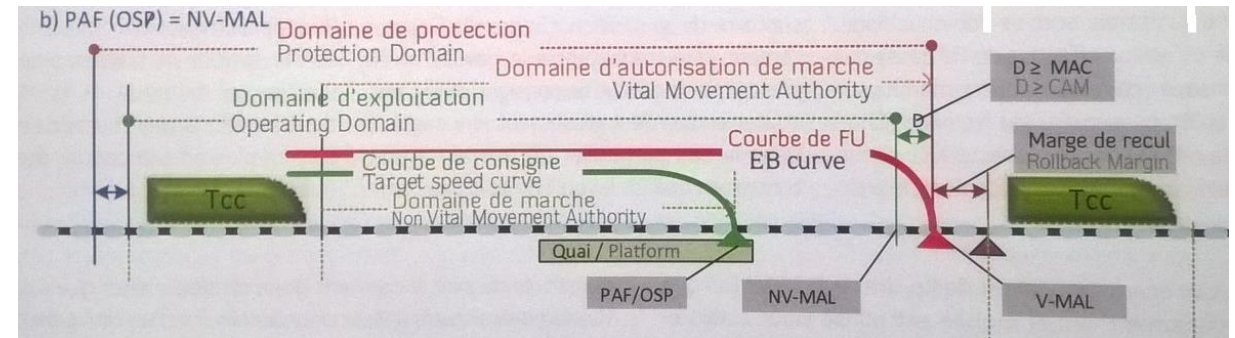 b) PAF (OSP) = NV-MAL
Domaine de protection
Protection Domain
Domaine d'autorisation de marche
Vital Movement Authority
D ≥ MAC
D ≥ CAM
Domaine d'exploitation
Operating Domain
D
Courbe de FU
EB curve
Marge de recul
Rollback Margin
Courbe de consigne
Target speed curve
Domaine de marche
Non Vital Movement Authority
Tcc
Tcc
Quai / Platform
PAF/OSP
NV-MAL
V-MAL